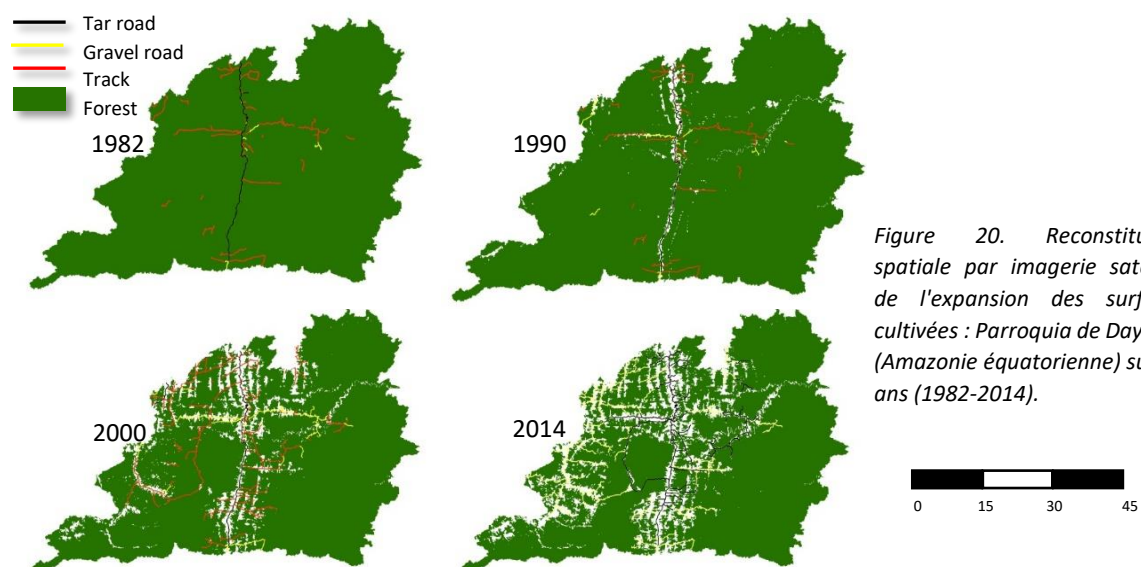 Tar road
Gravel road
Track
Forest
1982
1990
2000
2014
Figure 20. Reconstitu
spatiale par imagerie sat
de l'expansion des surf
cultivées : Parroquia de Day
(Amazonie équatorienne) su
ans (1982-2014).
0 15 30 45